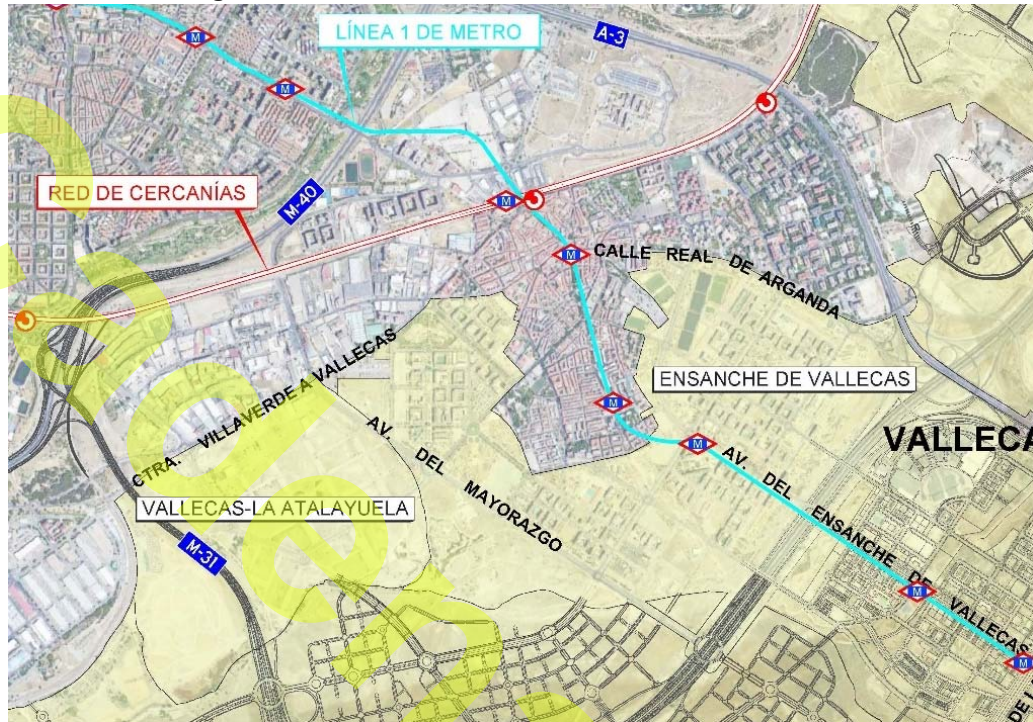 LÍNEA 1 DE METRO
A-3
M
M
RED DE CERCANÍAS
M-40
M
M
CALLE REAL DE ARGANDA
CTRA. VILLAVERDE A VALLECAS
ENSANCHE DE VALLECAS
M
AV. DEL MAYORAZGO
M
VALLECA
AV. DEL ENSANCHE DE VALLECAS
VALLECAS-LA ATALAYUELA
M-31
M
M
DE